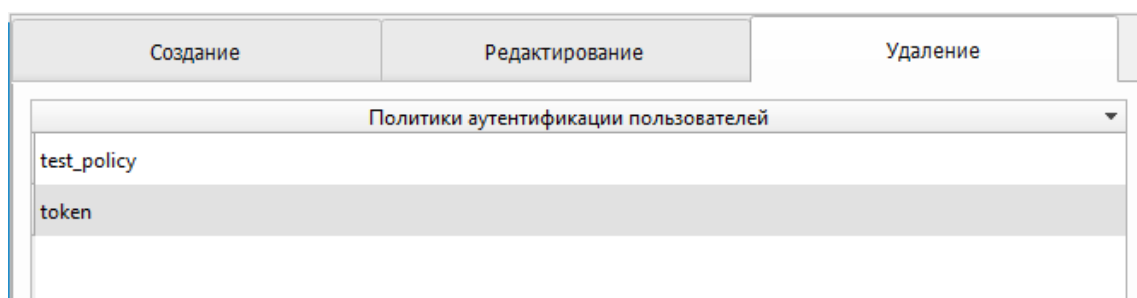 Создание
Редактирование
Удаление
Политики аутентификации пользователей
test_policy
token